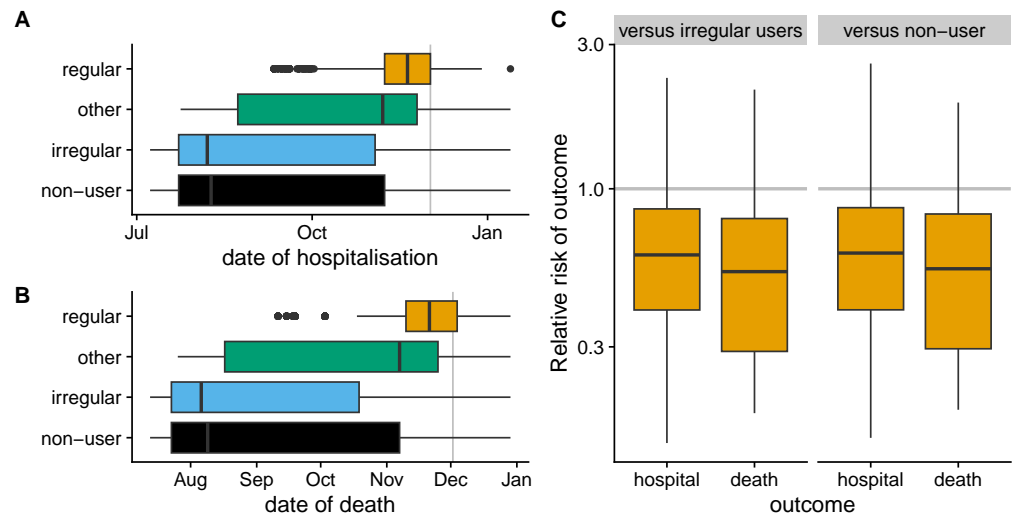 A
regular
other
irregular
non−user
Jul
Oct
Jan
date of hospitalisation
B
regular
other
irregular
non−user
Aug
Sep
Oct
Nov
Dec
Jan
date of death
C
versus irregular users
versus non−user
3.0
1.0
0.3
Relative risk of outcome
hospital
death
hospital
death
outcome